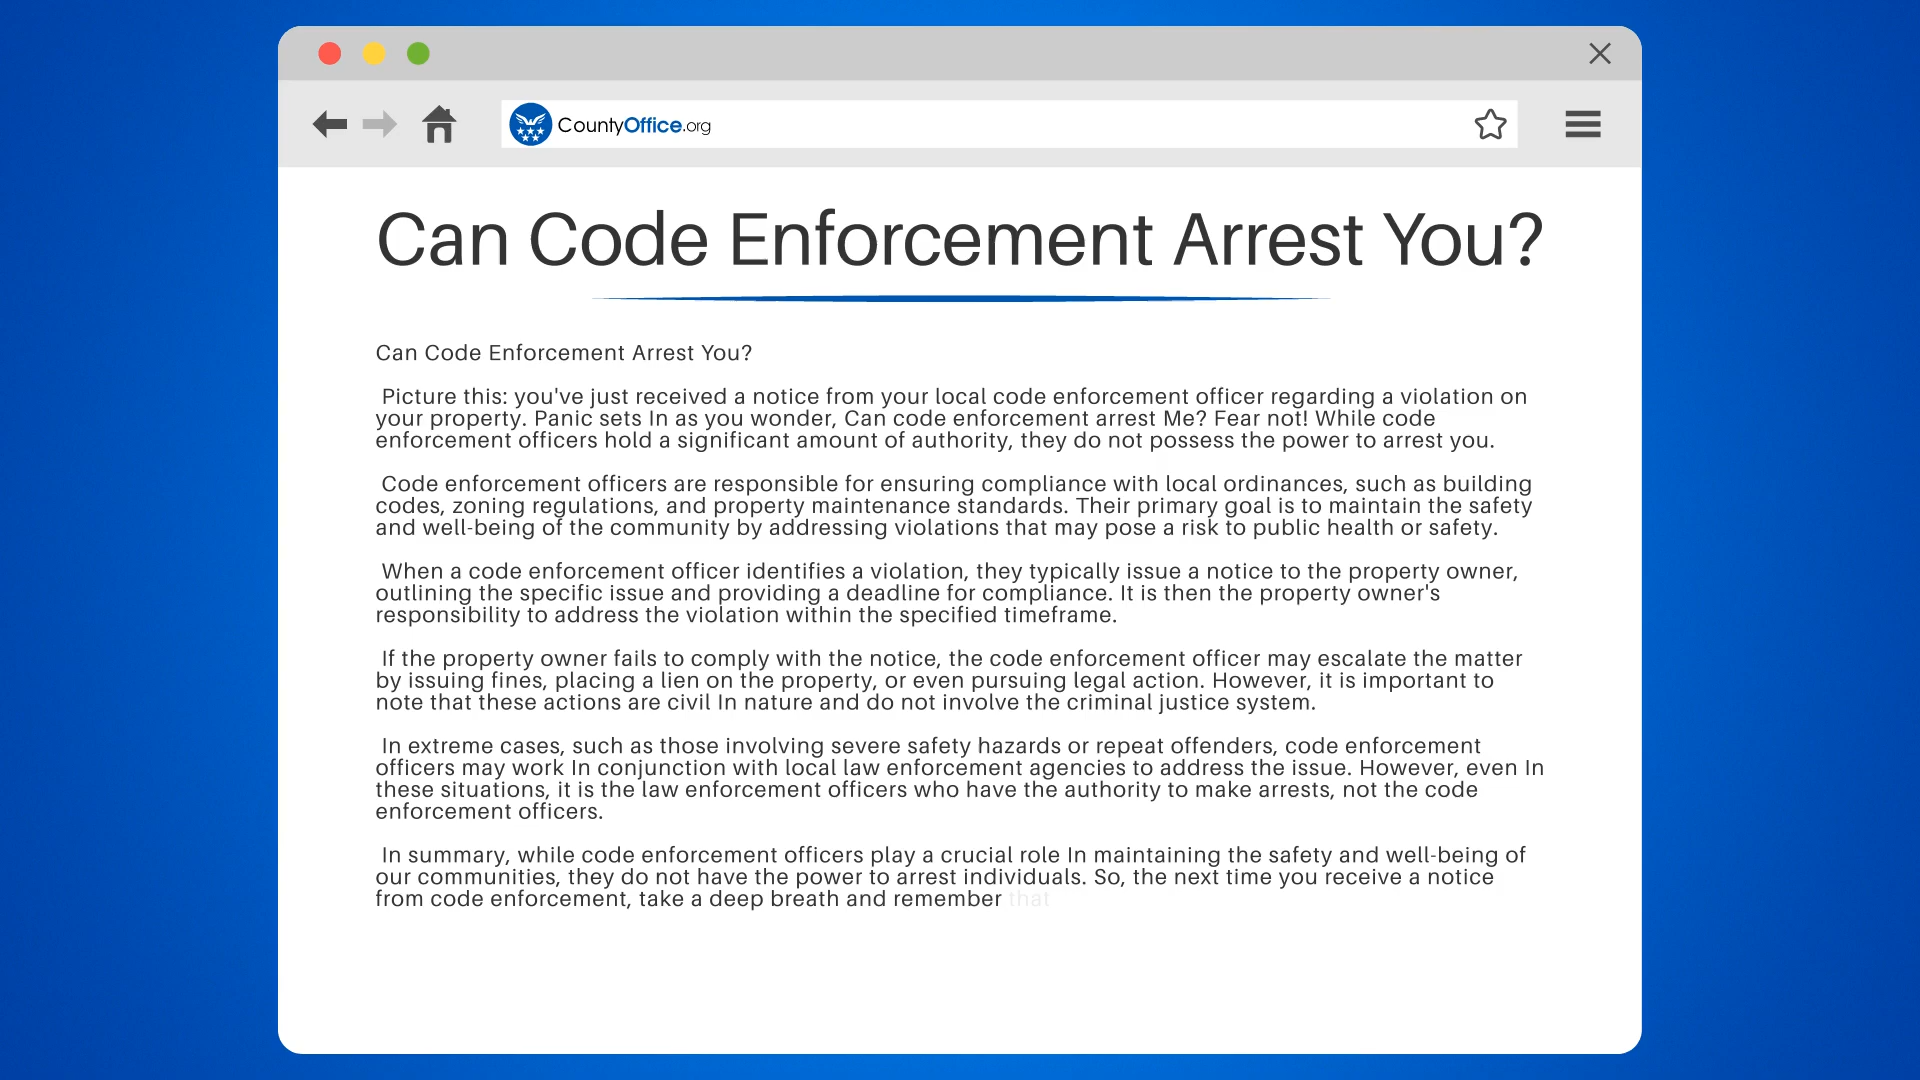 CountyOffice.org
Can Code Enforcement Arrest You?
Can Code Enforcement Arrest You?
Picture this: you've just received a notice from your local code enforcement officer regarding a violation on
your property. Panic sets In as you wonder, Can code enforcement arrest Me? Fear not! While code
enforcement officers hold a significant amount of authority, they do not possess the power to arrest you.
Code enforcement officers are responsible for ensuring compliance with local ordinances, such as building
codes, zoning regulations, and property maintenance standards. Their primary goal is to maintain the safety
and well-being of the community by addressing violations that may pose a risk to public health or safety.
When a code enforcement officer identifies a violation, they typically issue a notice to the property owner,
outlining the specific issue and providing a deadline for compliance. It is then the property owner's
responsibility to address the violation within the specified timeframe.
If the property owner fails to comply with the notice, the code enforcement officer may escalate the matter
by issuing fines, placing a lien on the property, or even pursuing legal action. However, it is important to
note that these actions are civil In nature and do not involve the criminal justice system.
In extreme cases, such as those involving severe safety hazards or repeat offenders, code enforcement
officers may work In conjunction with local law enforcement agencies to address the issue. However, even In
these situations, it is the law enforcement officers who have the authority to make arrests, not the code
enforcement officers.
In summary, while code enforcement officers play a crucial role In maintaining the safety and well-being of
our communities, they do not have the power to arrest individuals. So, the next time you receive a notice
from code enforcement, take a deep breath and remember that